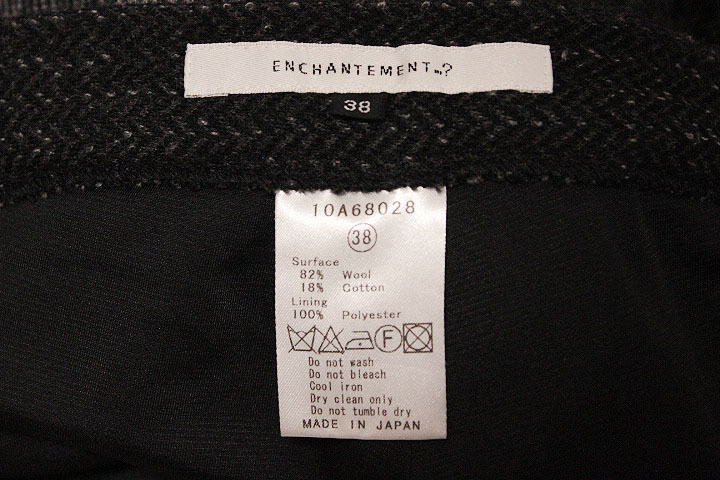 ENCHANTEMENT...?
38
10A68028
38
Surface
82% Wool
18% Cotton
Lining
100% Polyester
F
Do not wash
Do not bleach
Cool iron
Dry clean only
Do not tumble dry
MADE IN JAPAN